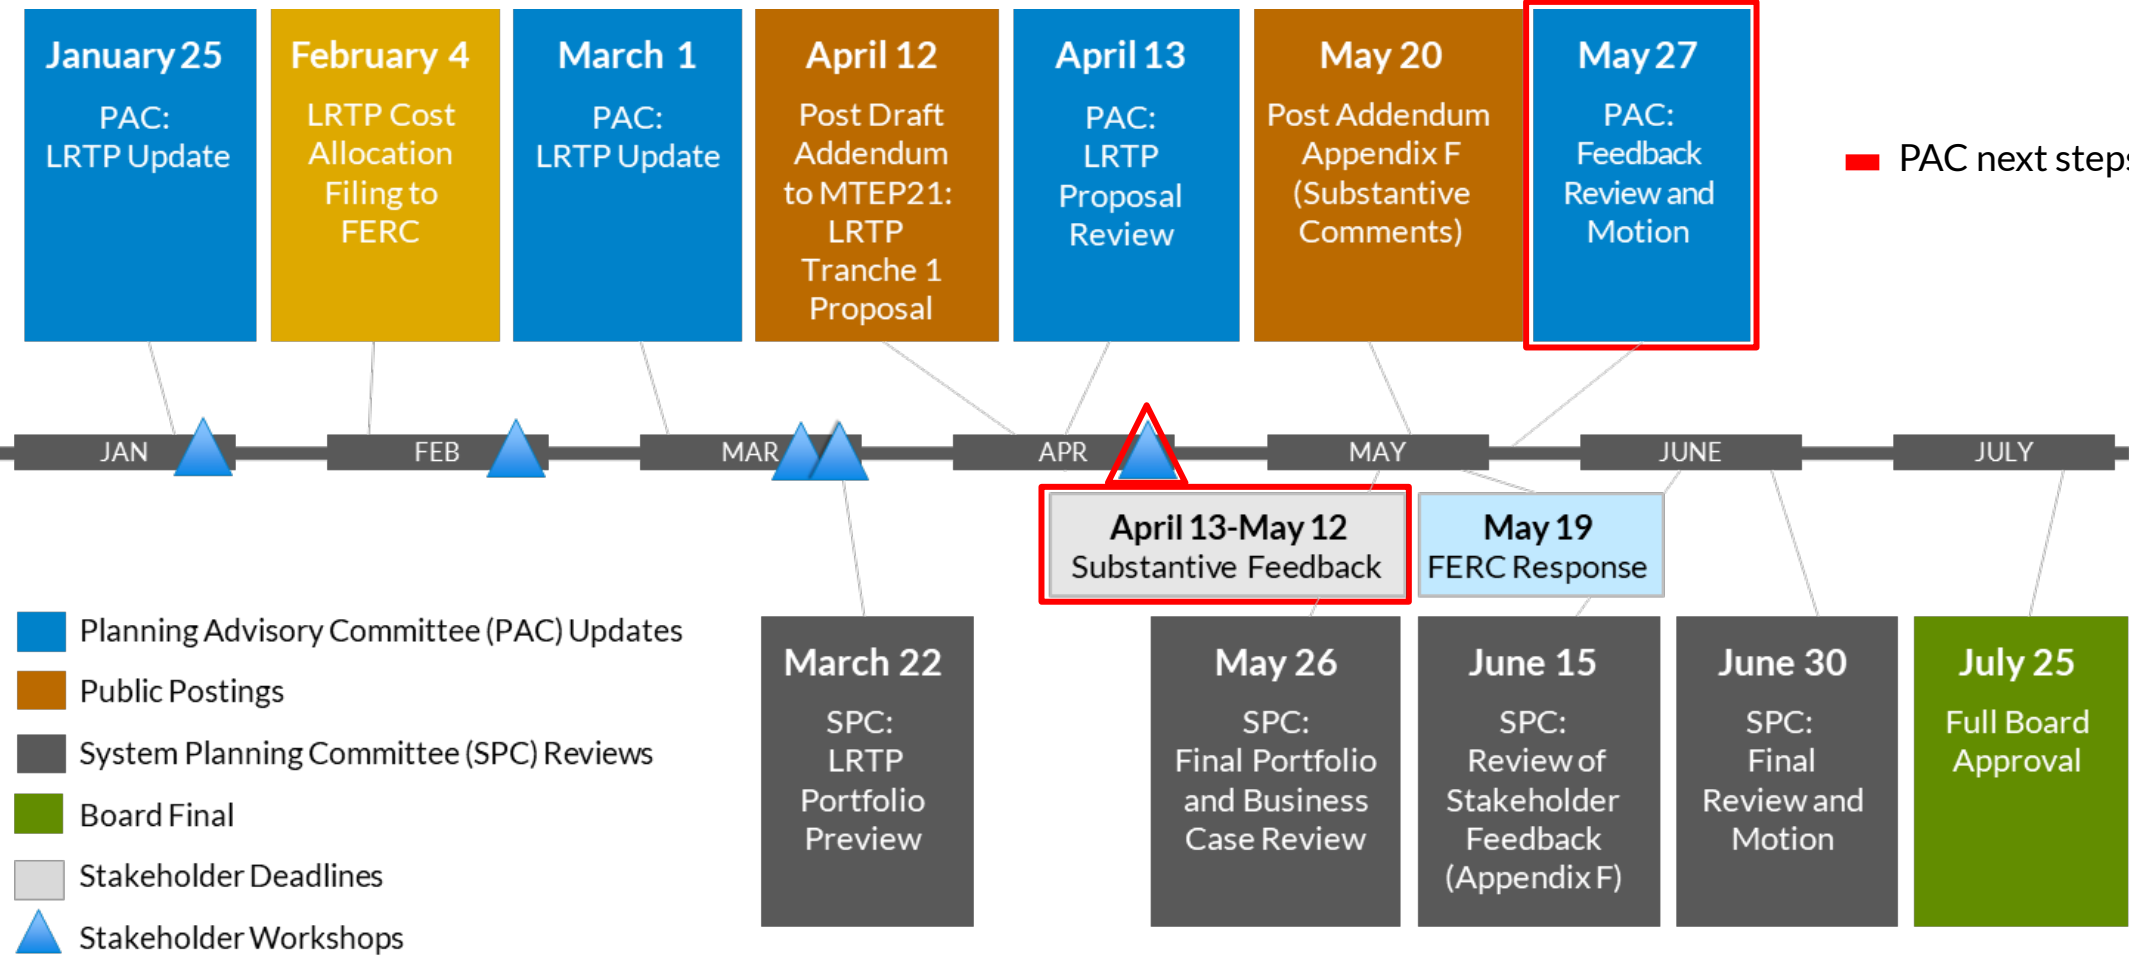 January 25
PAC:
LRTP Update
February 4
LRTP Cost
Allocation
Filing to
FERC
March 1
PAC:
LRTP Update
April 12
Post Draft
Addendum
to MTEP21:
LRTP
Tranche 1
Proposal
April 13
PAC:
LRTP
Proposal
Review
May 20
Post Addendum
Appendix F
(Substantive
Comments)
May 27
PAC:
Feedback
Review and
Motion
PAC next steps
JAN
FEB
MAR
APR
MAY
JUNE
JULY
April 13-May 12
Substantive Feedback
May 19
FERC Response
March 22
SPC:
LRTP
Portfolio
Preview
May 26
SPC:
Final Portfolio
and Business
Case Review
June 15
SPC:
Review of
Stakeholder
Feedback
(Appendix F)
June 30
SPC:
Final
Review and
Motion
July 25
Full Board
Approval
Planning Advisory Committee (PAC) Updates
Public Postings
System Planning Committee (SPC) Reviews
Board Final
Stakeholder Deadlines
Stakeholder Workshops